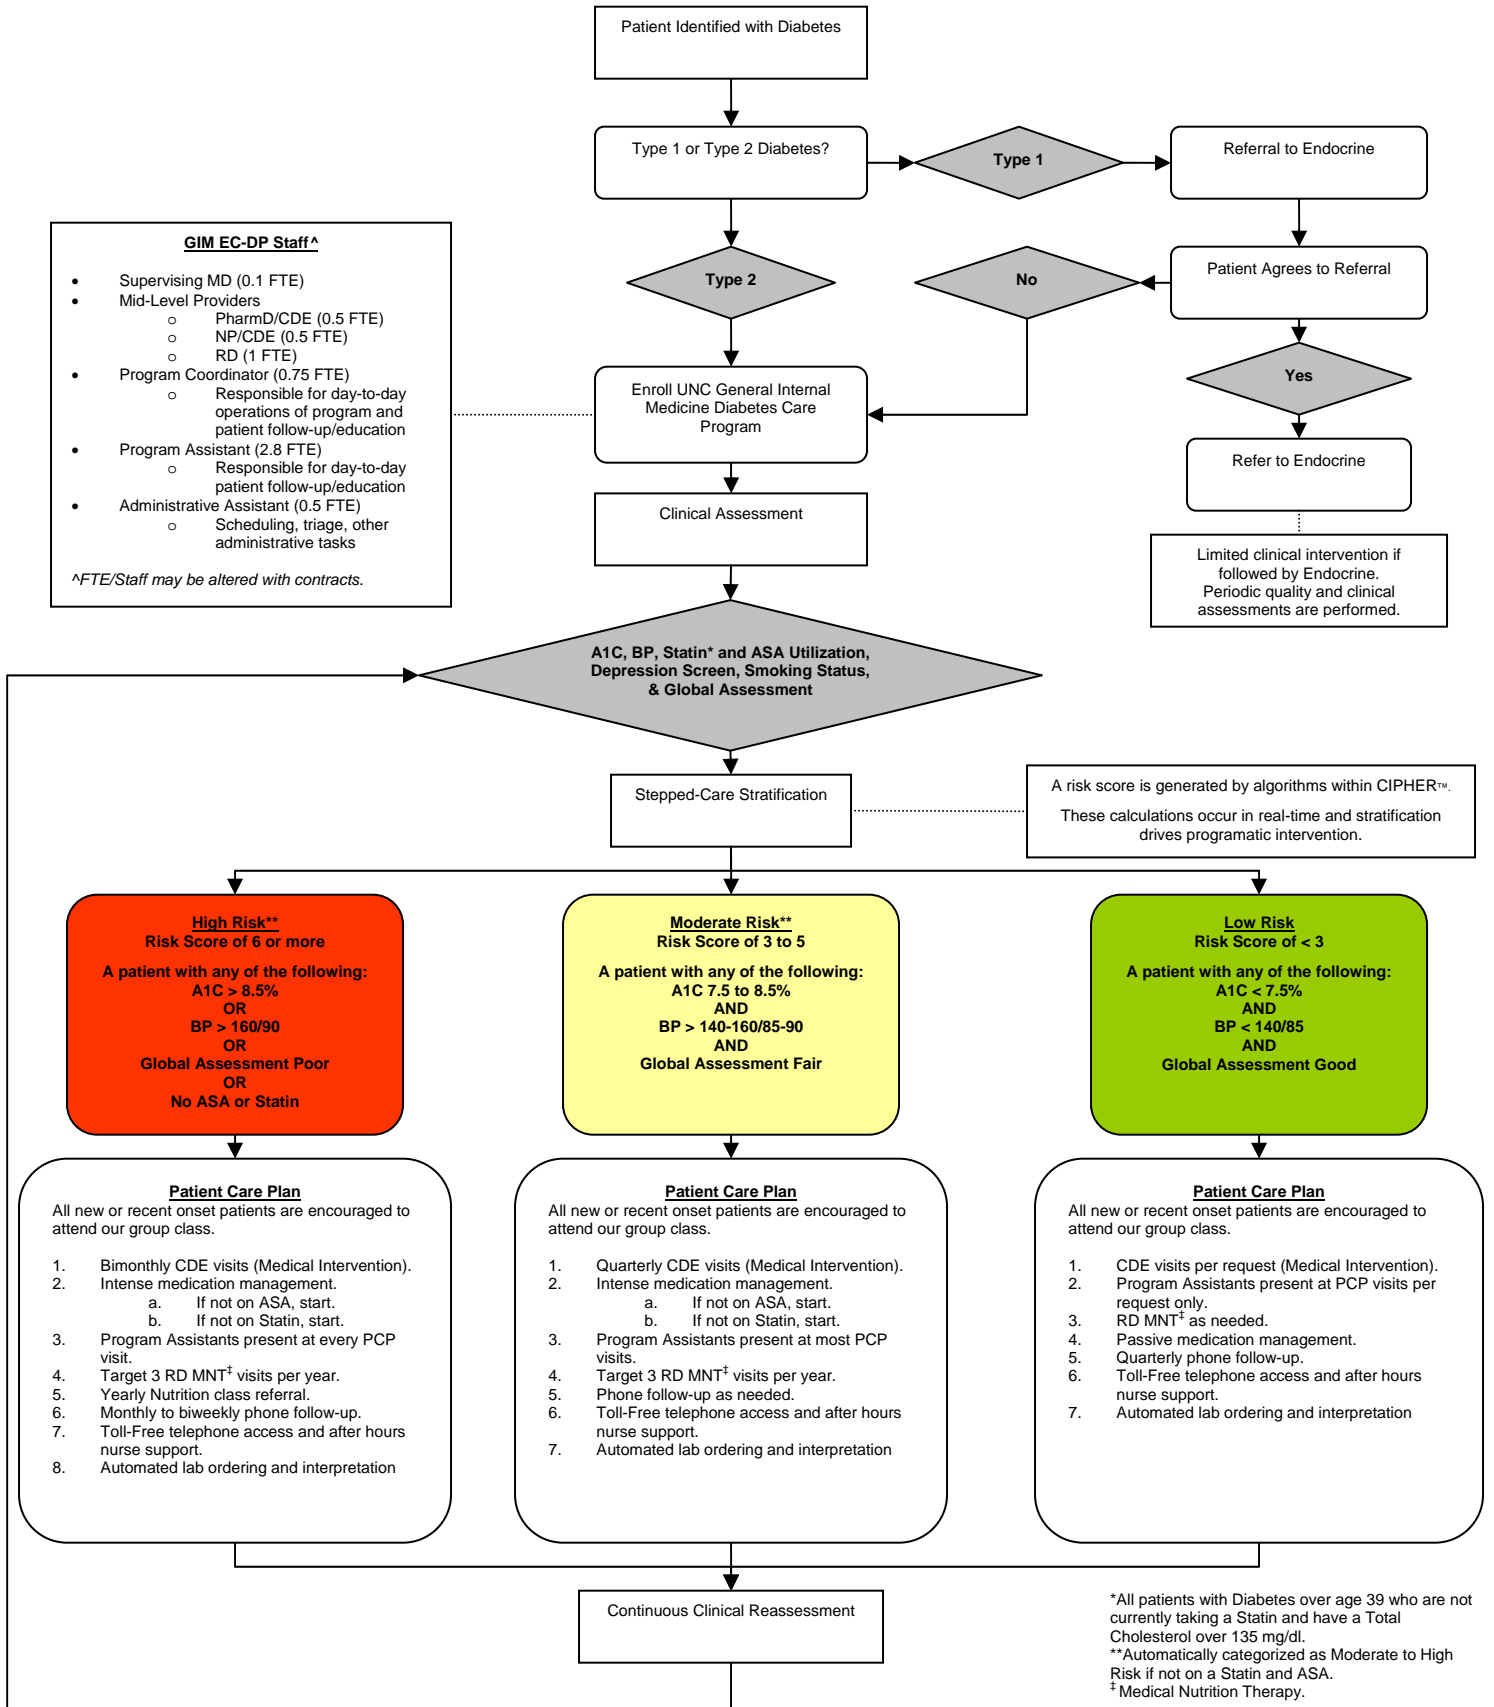 Patient Identified with Diabetes
Type 1 or Type 2 Diabetes?
Type 1
Referral to Endocrine
Type 2
No
Patient Agrees to Referral
Yes
Refer to Endocrine
Limited clinical intervention if
followed by Endocrine.
Periodic quality and clinical
assessments are performed.
GIM EC-DP Staff^
• Supervising MD (0.1 FTE)
• Mid-Level Providers
o PharmD/CDE (0.5 FTE)
o NP/CDE (0.5 FTE)
o RD (1 FTE)
• Program Coordinator (0.75 FTE)
o Responsible for day-to-day
operations of program and
patient follow-up/education
• Program Assistant (2.8 FTE)
o Responsible for day-to-day
patient follow-up/education
• Administrative Assistant (0.5 FTE)
o Scheduling, triage, other
administrative tasks
^FTE/Staff may be altered with contracts.
Enroll UNC General Internal
Medicine Diabetes Care
Program
Clinical Assessment
A1C, BP, Statin* and ASA Utilization,
Depression Screen, Smoking Status,
& Global Assessment
Stepped-Care Stratification
A risk score is generated by algorithms within CIPHER™.
These calculations occur in real-time and stratification
drives programatic intervention.
High Risk**
Risk Score of 6 or more
A patient with any of the following:
A1C > 8.5%
OR
BP > 160/90
OR
Global Assessment Poor
OR
No ASA or Statin
Moderate Risk**
Risk Score of 3 to 5
A patient with any of the following:
A1C 7.5 to 8.5%
AND
BP > 140-160/85-90
AND
Global Assessment Fair
Low Risk
Risk Score of < 3
A patient with any of the following:
A1C < 7.5%
AND
BP < 140/85
AND
Global Assessment Good
Patient Care Plan
All new or recent onset patients are encouraged to
attend our group class.
1. Bimonthly CDE visits (Medical Intervention).
2. Intense medication management.
a. If not on ASA, start.
b. If not on Statin, start.
3. Program Assistants present at every PCP
visit.
4. Target 3 RD MNT‡ visits per year.
5. Yearly Nutrition class referral.
6. Monthly to biweekly phone follow-up.
7. Toll-Free telephone access and after hours
nurse support.
8. Automated lab ordering and interpretation
Patient Care Plan
All new or recent onset patients are encouraged to
attend our group class.
1. Quarterly CDE visits (Medical Intervention).
2. Intense medication management.
a. If not on ASA, start.
b. If not on Statin, start.
3. Program Assistants present at most PCP
visits.
4. Target 3 RD MNT‡ visits per year.
5. Phone follow-up as needed.
6. Toll-Free telephone access and after hours
nurse support.
7. Automated lab ordering and interpretation
Patient Care Plan
All new or recent onset patients are encouraged to
attend our group class.
1. CDE visits per request (Medical Intervention).
2. Program Assistants present at PCP visits per
request only.
3. RD MNT‡ as needed.
4. Passive medication management.
5. Quarterly phone follow-up.
6. Toll-Free telephone access and after hours
nurse support.
7. Automated lab ordering and interpretation
Continuous Clinical Reassessment
*All patients with Diabetes over age 39 who are not
currently taking a Statin and have a Total
Cholesterol over 135 mg/dl.
**Automatically categorized as Moderate to High
Risk if not on a Statin and ASA.
‡ Medical Nutrition Therapy.